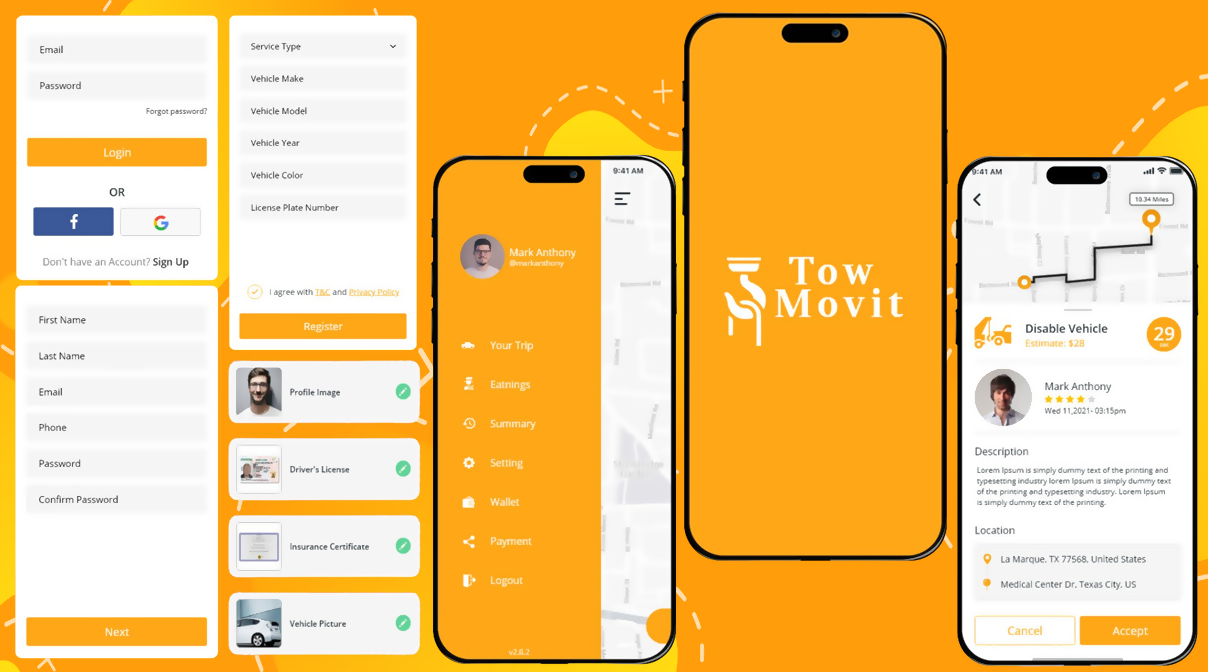 Email
Password
Forgot password?
Login
OR
f
G
Don't have an Account? Sign Up
First Name
Last Name
Email
Phone
Password
Confirm Password
Next
Service Type
Vehicle Make
Vehicle Model
Vehicle Year
Vehicle Color
License Plate Number
I agree with T&C and Privacy Policy
Register
Profile Image
Driver's License
Insurance Certificate
Vehicle Picture
9:41 AM
Mark Anthony
@markanthony
Your Trip
Eatnings
Summary
Setting
Wallet
Payment
Logout
v2.8.2
Tow
Movit
9:41 AM
10.34 Miles
Disable Vehicle
Estimate: $28
29
Mark Anthony
Wed 11,2021- 03:15pm
Description
Lorem Ipsum is simply dummy text of the printing and
typesetting industry lorem Ipsum is simply dummy text
of the printing and typesetting industry. Lorem Ipsum
is simply dummy text of the printing.
Location
La Marque, TX 77568, United States
Medical Center Dr, Texas City, US
Cancel
Accept